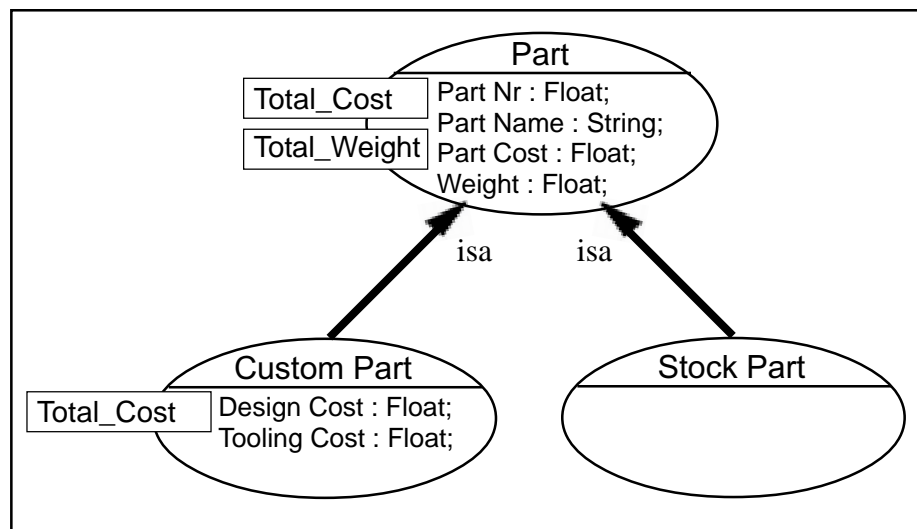 Part
Total_Cost
Part Nr : Float;
Part Name : String;
Total_Weight
Part Cost : Float;
Weight : Float;
isa
isa
Custom Part
Stock Part
Total_Cost
Design Cost : Float;
Tooling Cost : Float;